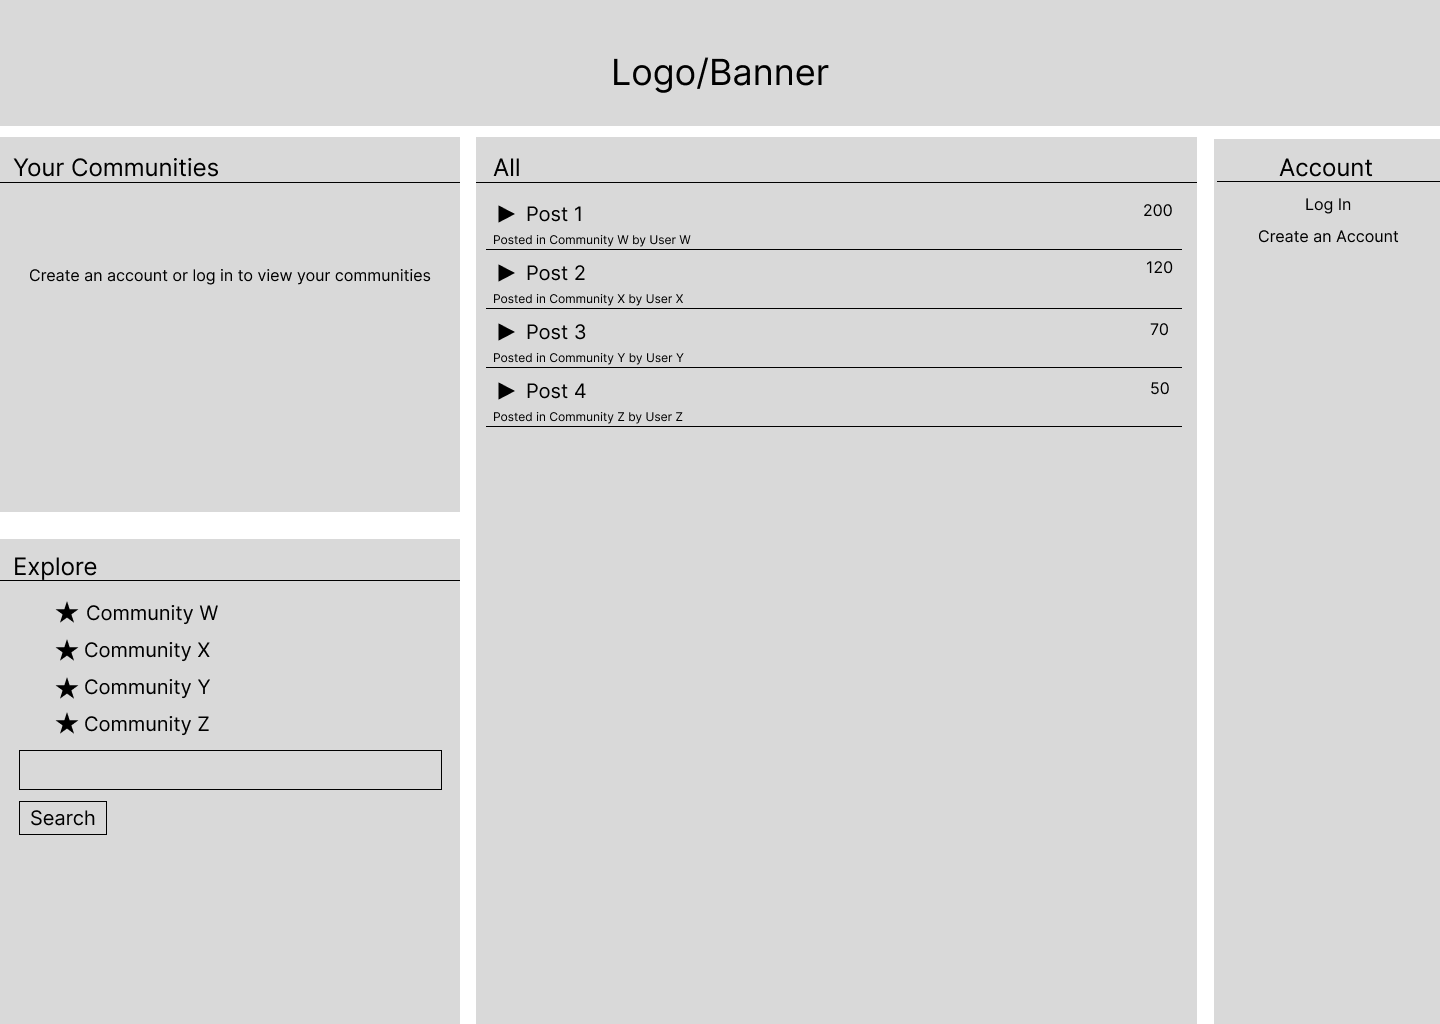 Logo/Banner
Your Communities
Create an account or log in to view your communities
Explore
★ Community W
★ Community X
★ Community Y
★ Community Z
Search
All
▶ Post 1 200
Posted in Community W by User W
▶ Post 2 120
Posted in Community X by User X
▶ Post 3 70
Posted in Community Y by User Y
▶ Post 4 50
Posted in Community Z by User Z
Account
Log In
Create an Account